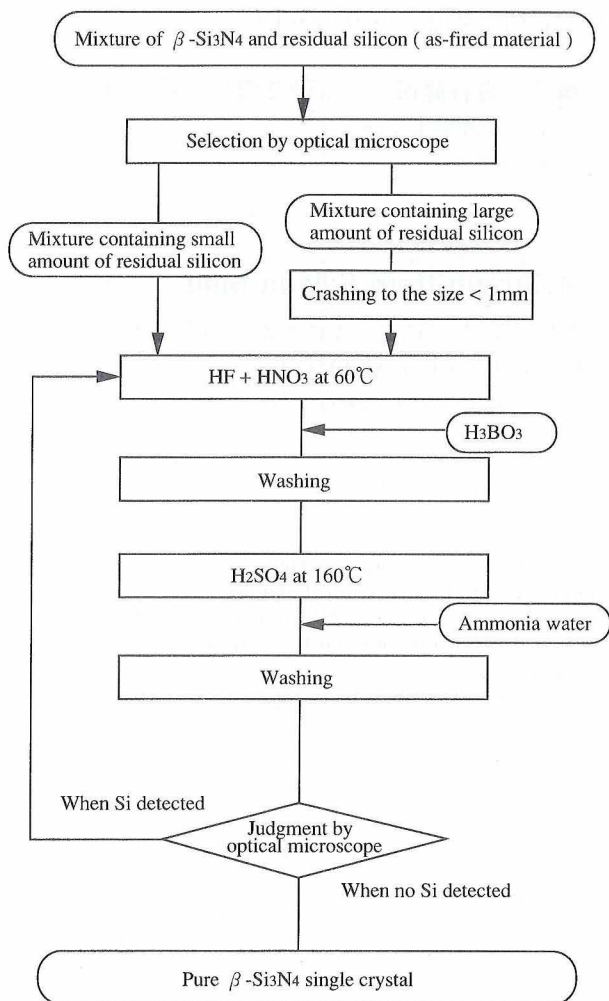 Mixture of β-Si3N4 and residual silicon ( as-fired material )
Selection by optical microscope
Mixture containing small
amount of residual silicon
Mixture containing large
amount of residual silicon
Crashing to the size < 1mm
HF + HNO3 at 60℃
H3BO3
Washing
H2SO4 at 160℃
Ammonia water
Washing
When Si detected
Judgment by
optical microscope
When no Si detected
Pure β-Si3N4 single crystal